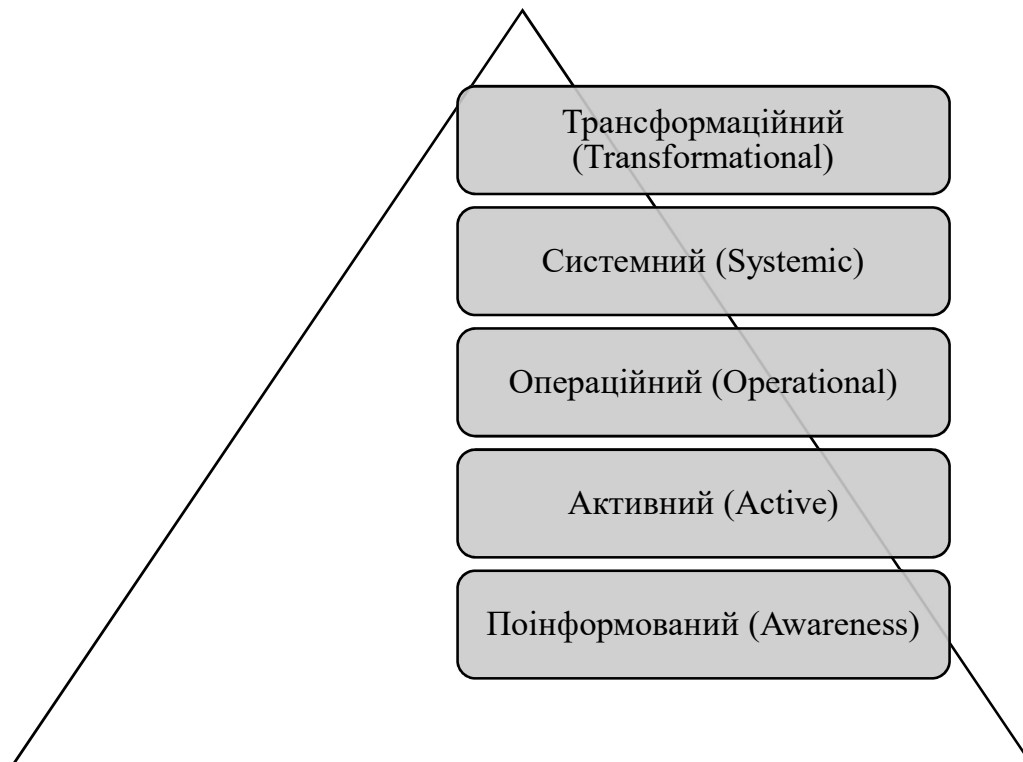 Трансформаційний
(Transformational)
Системний (Systemic)
Операційний (Operational)
Активний (Active)
Поінформований (Awareness)